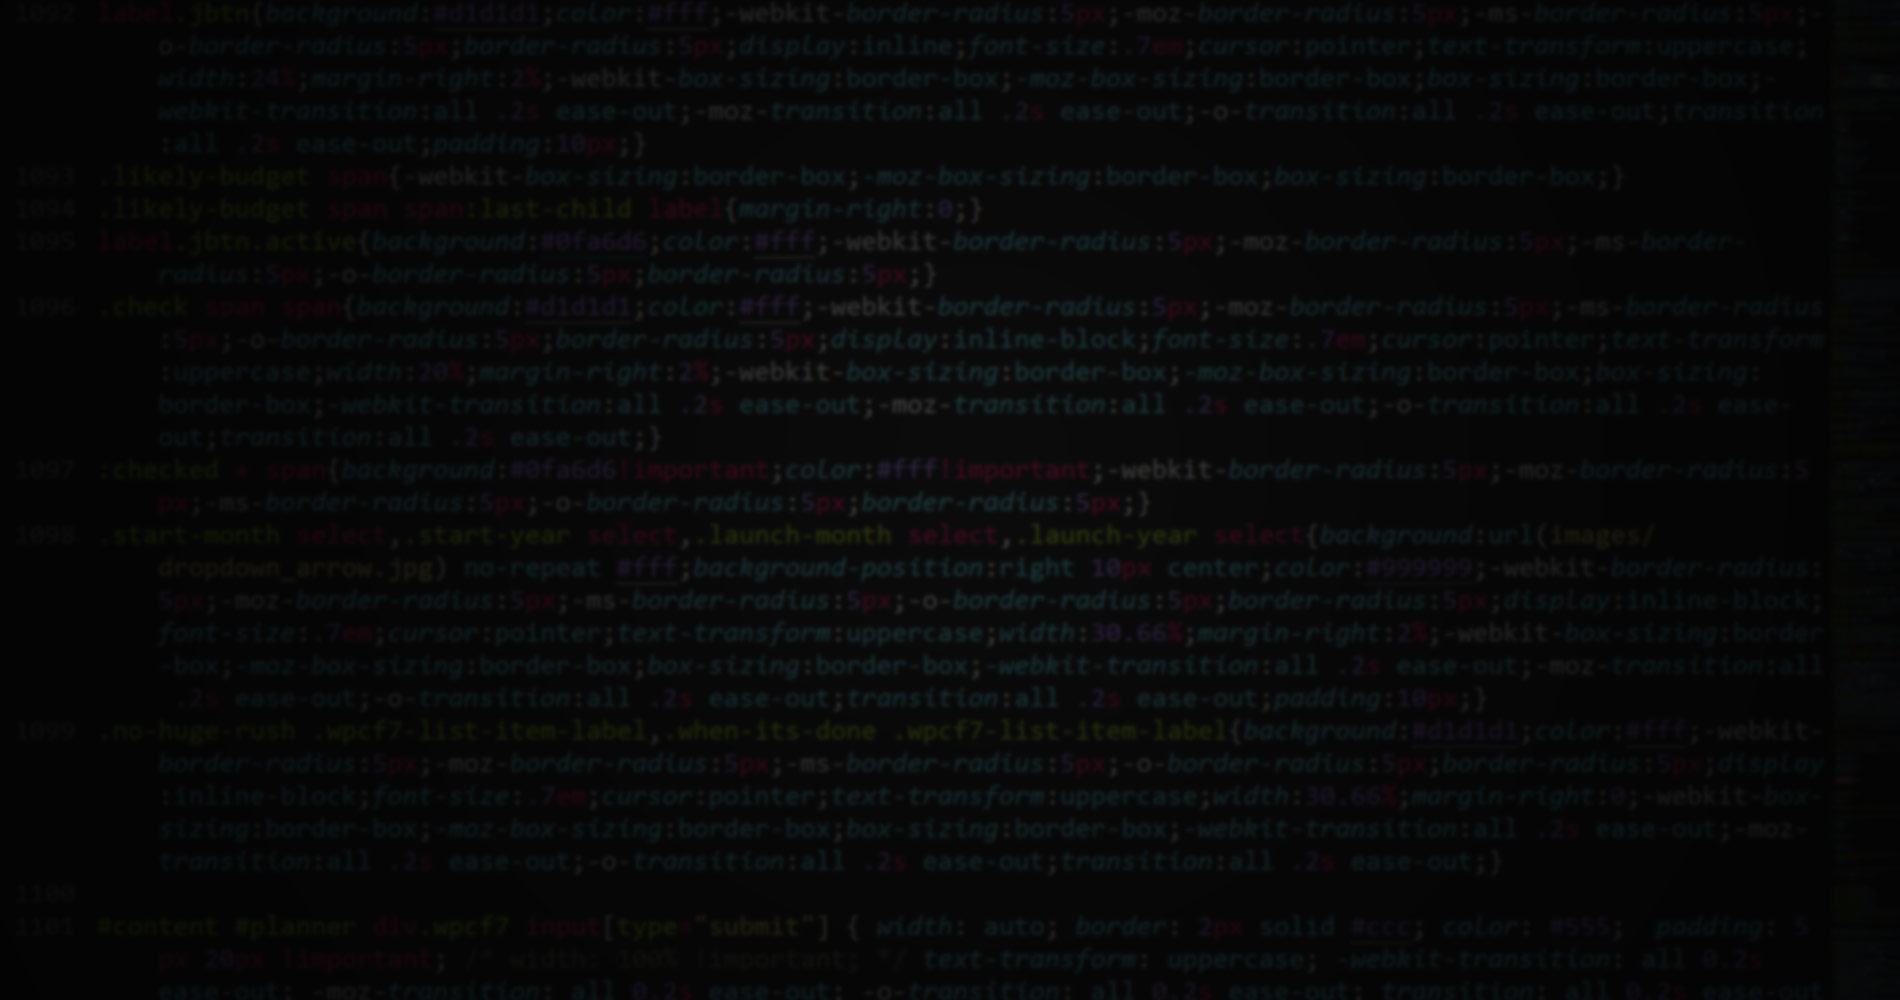 1092 label.jbtn{background:#d1d1d1;color:#fff;-webkit-border-radius:5px;-moz-border-radius:5px;-ms-border-radius:5px;-
o-border-radius:5px;border-radius:5px;display:inline;font-size:.7em;cursor:pointer;text-transform:uppercase;
width:24%;margin-right:2%;-webkit-box-sizing:border-box;-moz-box-sizing:border-box;box-sizing:border-box;-
webkit-transition:all .2s ease-out;-moz-transition:all .2s ease-out;-o-transition:all .2s ease-out;transition
:all .2s ease-out;padding:10px;}
1093 .likely-budget span{-webkit-box-sizing:border-box;-moz-box-sizing:border-box;box-sizing:border-box;}
1094 .likely-budget span span:last-child label{margin-right:0;}
1095 label.jbtn.active{background:#0fa6d6;color:#fff;-webkit-border-radius:5px;-moz-border-radius:5px;-ms-border-
radius:5px;-o-border-radius:5px;border-radius:5px;}
1096 .check span span{background:#d1d1d1;color:#fff;-webkit-border-radius:5px;-moz-border-radius:5px;-ms-border-radius
:5px;-o-border-radius:5px;border-radius:5px;display:inline-block;font-size:.7em;cursor:pointer;text-transform
:uppercase;width:20%;margin-right:2%;-webkit-box-sizing:border-box;-moz-box-sizing:border-box;box-sizing:
border-box;-webkit-transition:all .2s ease-out;-moz-transition:all .2s ease-out;-o-transition:all .2s ease-
out;transition:all .2s ease-out;}
1097 :checked + span{background:#0fa6d6!important;color:#fff!important;-webkit-border-radius:5px;-moz-border-radius:5
px;-ms-border-radius:5px;-o-border-radius:5px;border-radius:5px;}
1098 .start-month select,.start-year select,.launch-month select,.launch-year select{background:url(images/
dropdown_arrow.jpg) no-repeat #fff;background-position:right 10px center;color:#999999;-webkit-border-radius:
5px;-moz-border-radius:5px;-ms-border-radius:5px;-o-border-radius:5px;border-radius:5px;display:inline-block;
font-size:.7em;cursor:pointer;text-transform:uppercase;width:30.66%;margin-right:2%;-webkit-box-sizing:border
-box;-moz-box-sizing:border-box;box-sizing:border-box;-webkit-transition:all .2s ease-out;-moz-transition:all
.2s ease-out;-o-transition:all .2s ease-out;transition:all .2s ease-out;padding:10px;}
1099 .no-huge-rush .wpcf7-list-item-label,.when-its-done .wpcf7-list-item-label{background:#d1d1d1;color:#fff;-webkit-
border-radius:5px;-moz-border-radius:5px;-ms-border-radius:5px;-o-border-radius:5px;border-radius:5px;display
:inline-block;font-size:.7em;cursor:pointer;text-transform:uppercase;width:30.66%;margin-right:0;-webkit-box-
sizing:border-box;-moz-box-sizing:border-box;box-sizing:border-box;-webkit-transition:all .2s ease-out;-moz-
transition:all .2s ease-out;-o-transition:all .2s ease-out;transition:all .2s ease-out;}
1100
1101 #content #planner div.wpcf7 input[type="submit"] { width: auto; border: 2px solid #ccc; color: #555; padding: 5
px 20px !important; /* width: 100% !important; */ text-transform: uppercase; -webkit-transition: all 0.2s
ease-out; -moz-transition: all 0.2s ease-out; -o-transition: all 0.2s ease-out; transition: all 0.2s ease-out